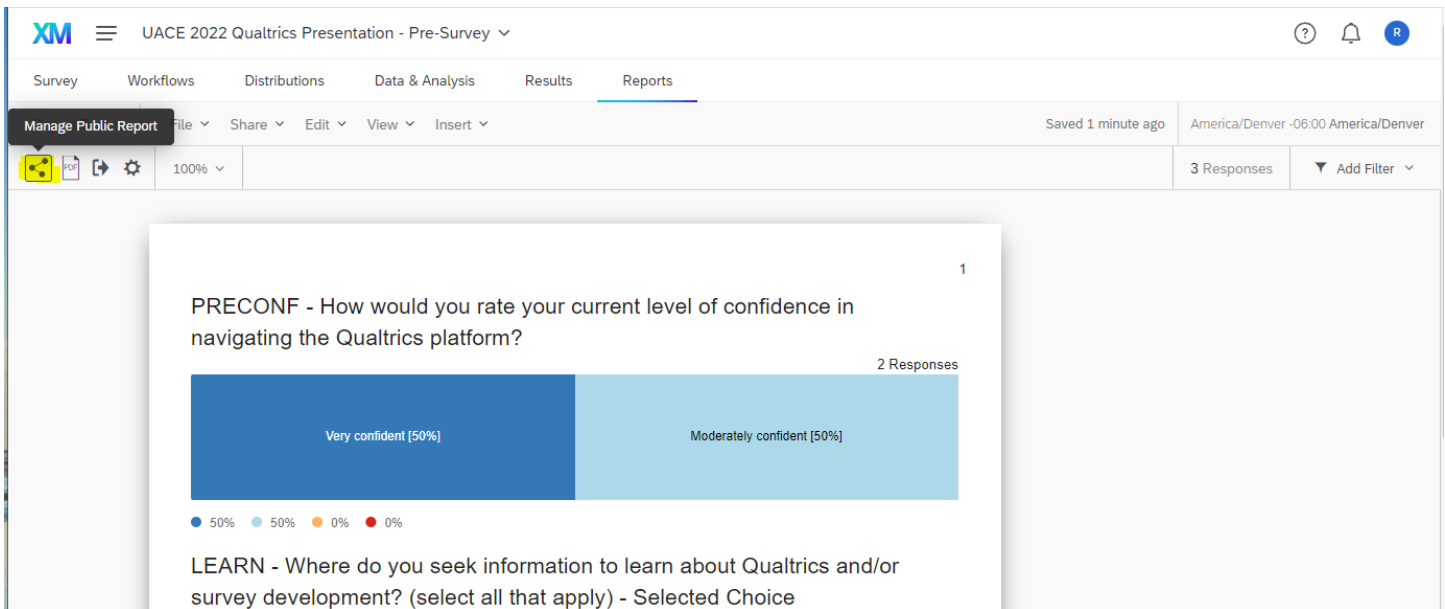 XM UACE 2022 Qualtrics Presentation - Pre-Survey ? R
Survey Workflows Distributions Data & Analysis Results Reports
Manage Public Report File Share Edit View Insert Saved 1 minute ago America/Denver -06:00 America/Denver
PDF 100% 3 Responses Add Filter
1
PRECONF - How would you rate your current level of confidence in
navigating the Qualtrics platform?
2 Responses
Very confident [50%] Moderately confident [50%]
50% 50% 0% 0%
LEARN - Where do you seek information to learn about Qualtrics and/or
survey development? (select all that apply) - Selected Choice